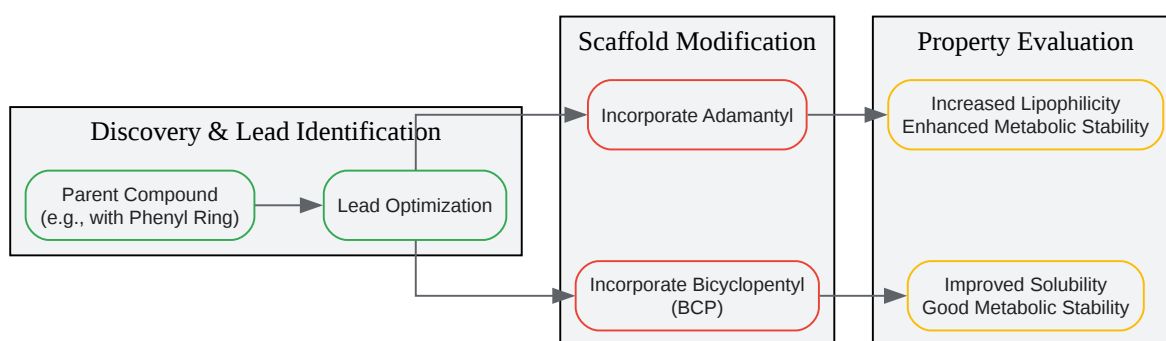 Discovery & Lead Identification
Parent Compound
(e.g., with Phenyl Ring)
Lead Optimization
Scaffold Modification
Incorporate Adamantyl
Incorporate Bicyclopentyl
(BCP)
Property Evaluation
Increased Lipophilicity
Enhanced Metabolic Stability
Improved Solubility
Good Metabolic Stability